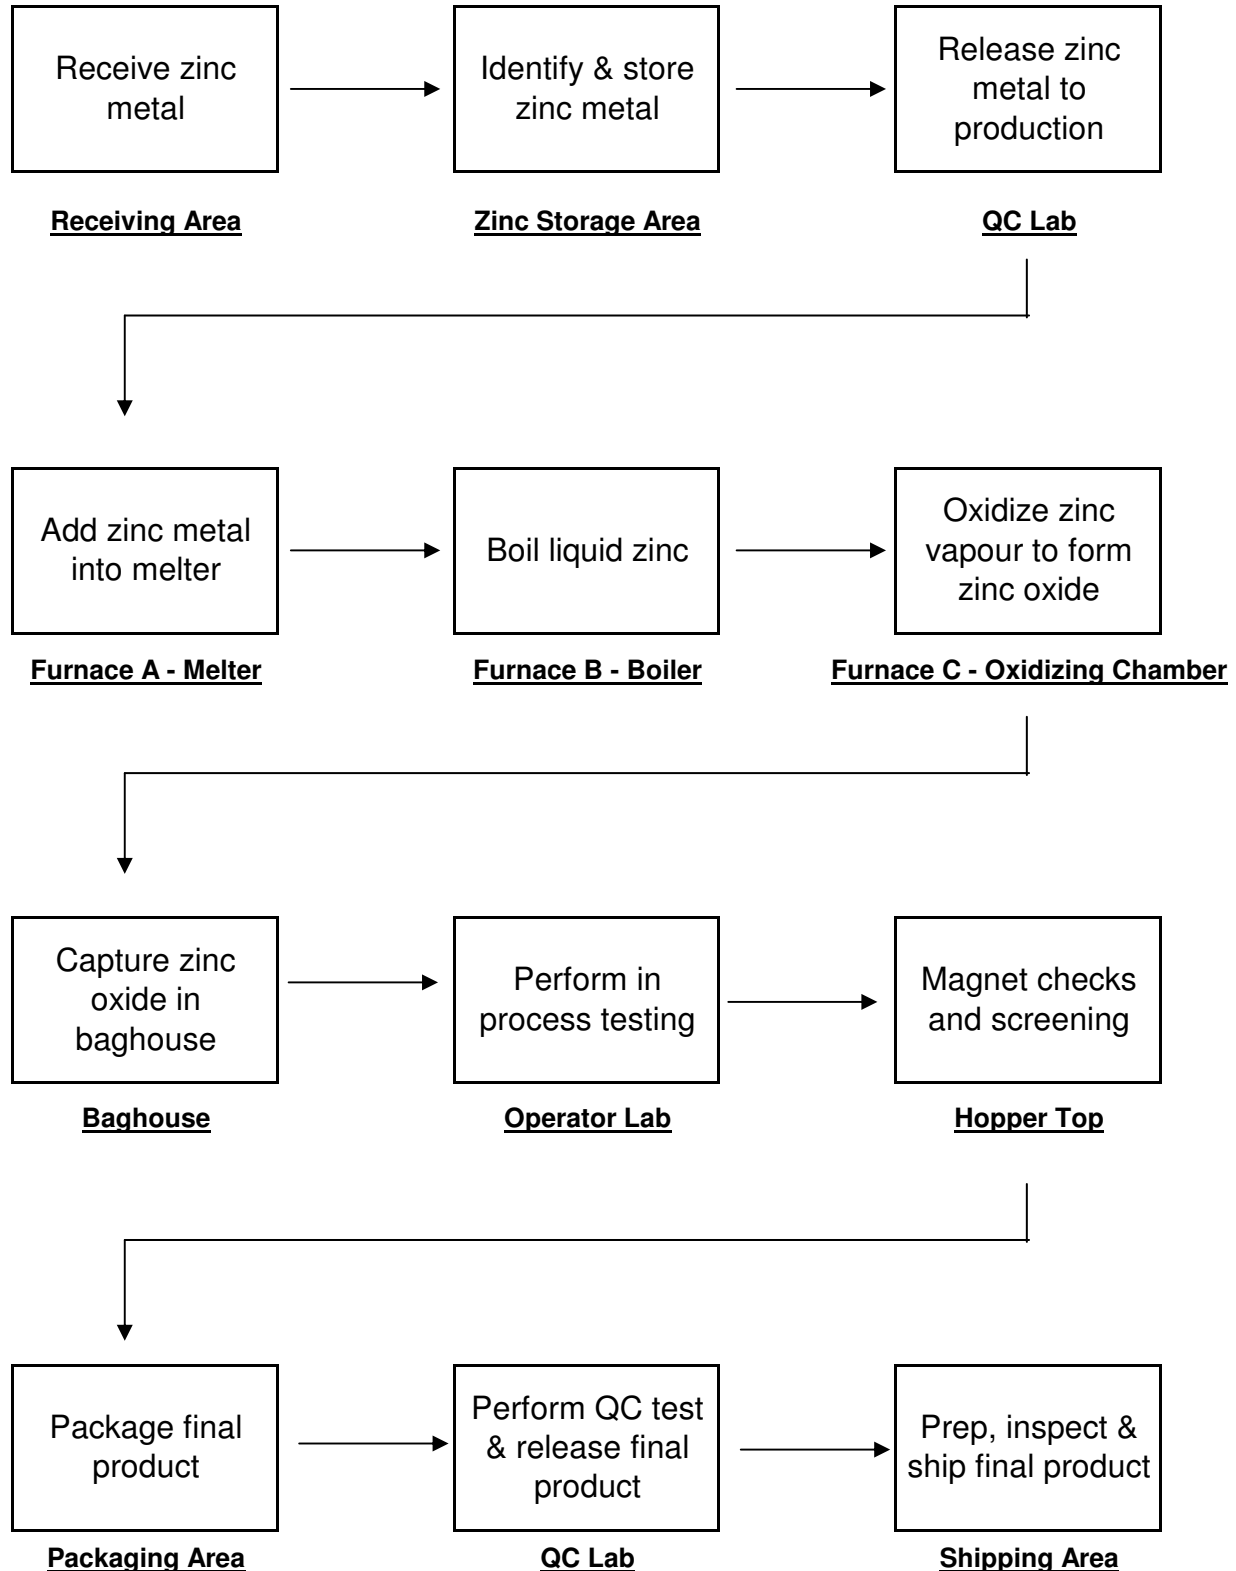 Receive zinc
metal
Receiving Area
Identify & store
zinc metal
Zinc Storage Area
Release zinc
metal to
production
QC Lab
Add zinc metal
into melter
Furnace A - Melter
Boil liquid zinc
Furnace B - Boiler
Oxidize zinc
vapour to form
zinc oxide
Furnace C - Oxidizing Chamber
Capture zinc
oxide in
baghouse
Baghouse
Perform in
process testing
Operator Lab
Magnet checks
and screening
Hopper Top
Package final
product
Packaging Area
Perform QC test
& release final
product
QC Lab
Prep, inspect &
ship final product
Shipping Area